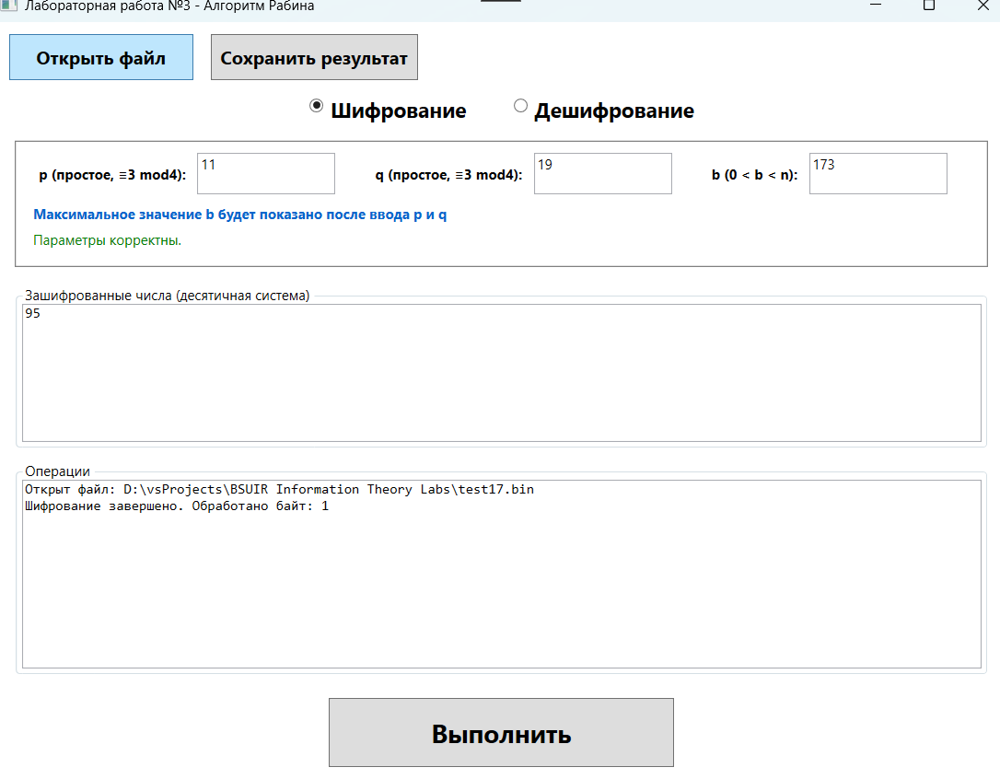 Лабораторная работа №3 - Алгоритм Рабина
Открыть файл
Сохранить результат
Шифрование
Дешифрование
p (простое, ≡3 mod4):
11
q (простое, ≡3 mod4):
19
b (0 < b < n):
173
Максимальное значение b будет показано после ввода p и q
Параметры корректны.
Зашифрованные числа (десятичная система)
95
Операции
Открыт файл: D:\vsProjects\BSUIR Information Theory Labs\test17.bin
Шифрование завершено. Обработано байт: 1
Выполнить